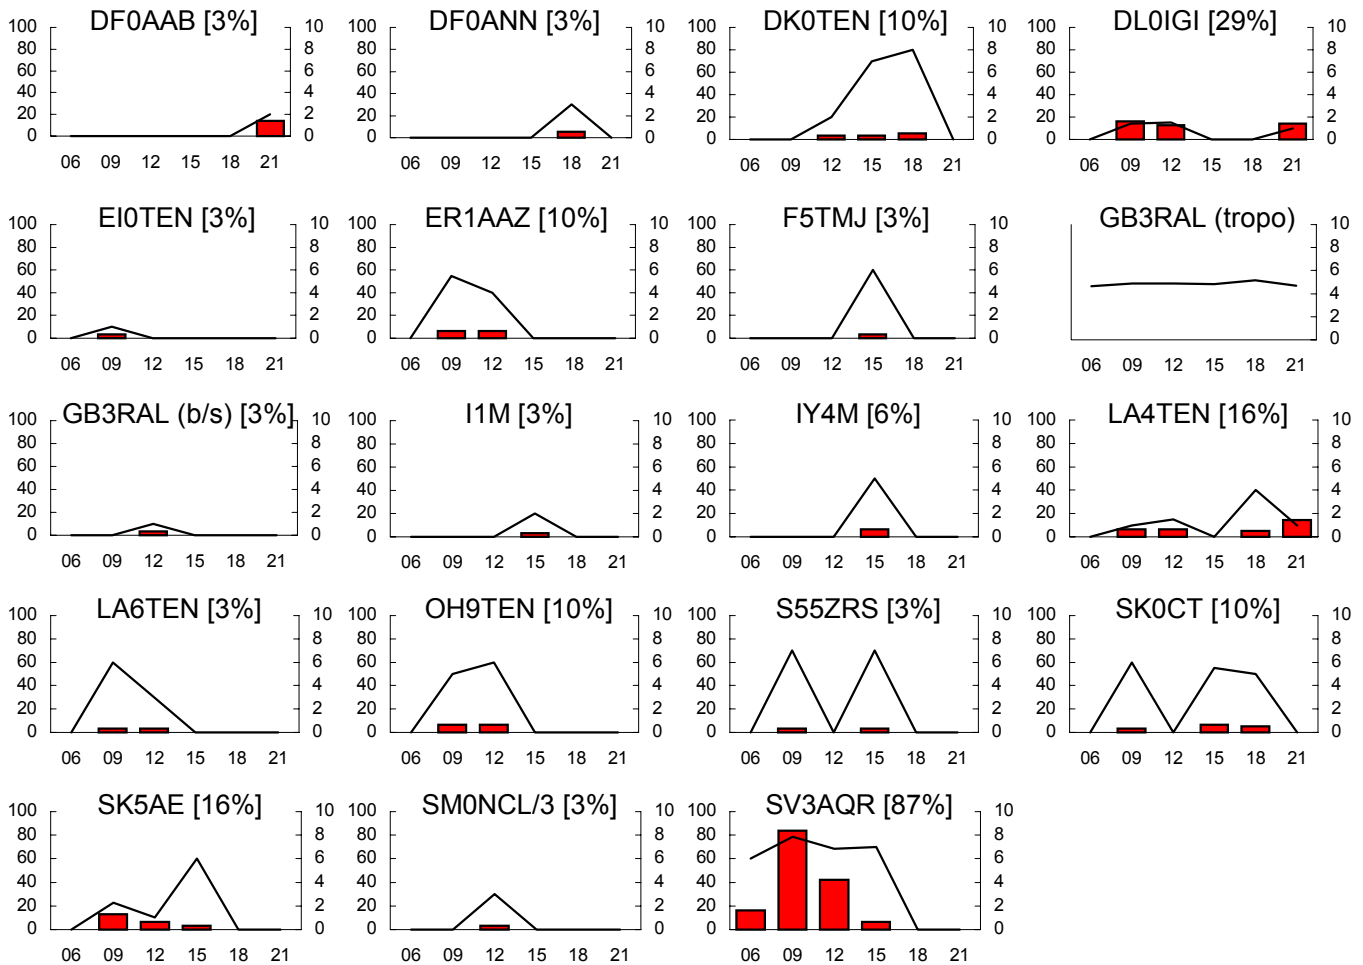 DF0AAB [3%]
100 80 60 40 20 0
10 8 6 4 2 0
06 09 12 15 18 21
DF0ANN [3%]
100 80 60 40 20 0
10 8 6 4 2 0
06 09 12 15 18 21
DK0TEN [10%]
100 80 60 40 20 0
10 8 6 4 2 0
06 09 12 15 18 21
DL0IGI [29%]
100 80 60 40 20 0
10 8 6 4 2 0
06 09 12 15 18 21
EI0TEN [3%]
100 80 60 40 20 0
10 8 6 4 2 0
06 09 12 15 18 21
ER1AAZ [10%]
100 80 60 40 20 0
10 8 6 4 2 0
06 09 12 15 18 21
F5TMJ [3%]
100 80 60 40 20 0
10 8 6 4 2 0
06 09 12 15 18 21
GB3RAL (tropo)
10 8 6 4 2 0
06 09 12 15 18 21
GB3RAL (b/s) [3%]
100 80 60 40 20 0
10 8 6 4 2 0
06 09 12 15 18 21
I1M [3%]
100 80 60 40 20 0
10 8 6 4 2 0
06 09 12 15 18 21
IY4M [6%]
100 80 60 40 20 0
10 8 6 4 2 0
06 09 12 15 18 21
LA4TEN [16%]
100 80 60 40 20 0
10 8 6 4 2 0
06 09 12 15 18 21
LA6TEN [3%]
100 80 60 40 20 0
10 8 6 4 2 0
06 09 12 15 18 21
OH9TEN [10%]
100 80 60 40 20 0
10 8 6 4 2 0
06 09 12 15 18 21
S55ZRS [3%]
100 80 60 40 20 0
10 8 6 4 2 0
06 09 12 15 18 21
SK0CT [10%]
100 80 60 40 20 0
10 8 6 4 2 0
06 09 12 15 18 21
SK5AE [16%]
100 80 60 40 20 0
10 8 6 4 2 0
06 09 12 15 18 21
SM0NCL/3 [3%]
100 80 60 40 20 0
10 8 6 4 2 0
06 09 12 15 18 21
SV3AQR [87%]
100 80 60 40 20 0
10 8 6 4 2 0
06 09 12 15 18 21